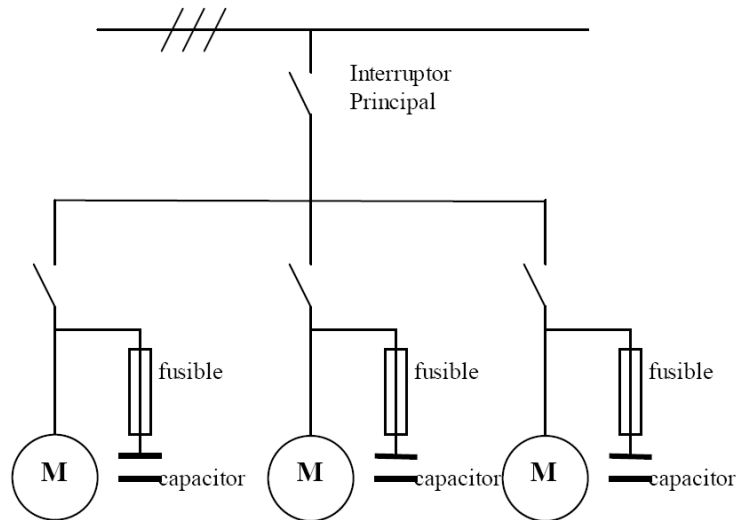 Interruptor
Principal
fusible
fusible
fusible
M
capacitor
M
capacitor
M
capacitor